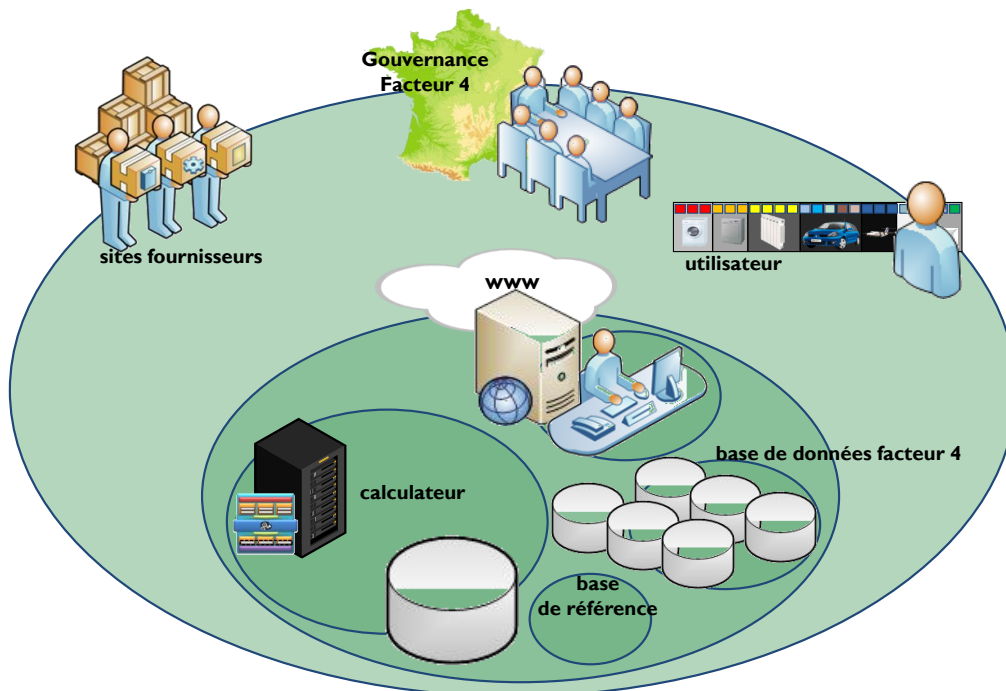 Gouvernance
Facteur 4
sites fournisseurs
utilisateur
www
base de données facteur 4
calculateur
base
de référence